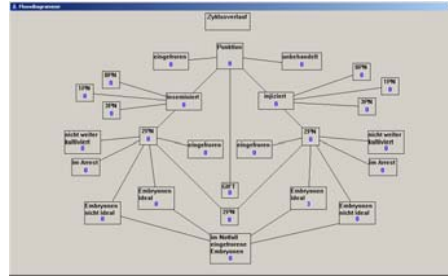 Flussdiagramm
Zyklusverlauf
Punktion
0
eingefroren
0
unbehandelt
0
0PN
0
1PN
0
3PN
0
inseminiert
0
injiziert
0
0PN
0
1PN
0
3PN
0
2PN
0
2PN
0
nicht weiter
kultiviert
0
im Arrest
0
eingefroren
0
eingefroren
0
nicht weiter
kultiviert
0
im Arrest
0
GIFT
0
2PN
0
Embryonen
nicht ideal
0
Embryonen
ideal
0
Embryonen
ideal
Embryonen
nicht ideal
0
im Notfall
eingefrorene
Embryonen
0